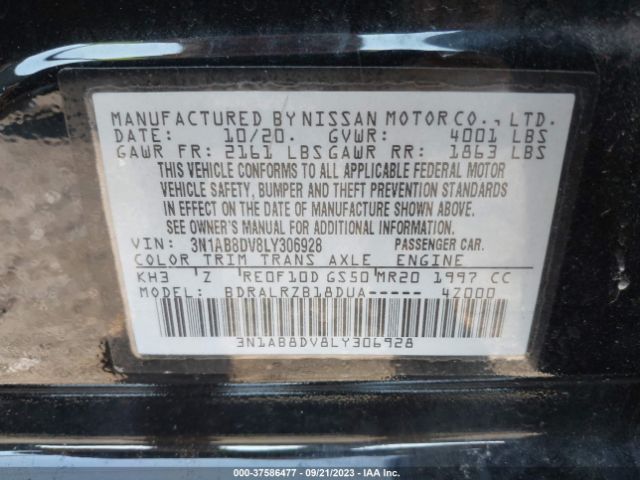 MANUFACTURED BY NISSAN MOTOR CO., LTD.
DATE: 10/20. GVWR: 4001 LBS
GAWR FR: 2161 LBS GAWR RR: 1863 LBS
THIS VEHICLE CONFORMS TO ALL APPLICABLE FEDERAL MOTOR
VEHICLE SAFETY, BUMPER AND THEFT PREVENTION STANDARDS
IN EFFECT ON THE DATE OF MANUFACTURE SHOWN ABOVE.
SEE OWNER'S MANUAL FOR ADDITIONAL INFORMATION.
VIN: 3N1AB8DV8LY306928 PASSENGER CAR.
COLOR TRIM TRANS AXLE ENGINE
KH3 Z RE0F10D GS50 MR20 1997 CC
MODEL: BDRALRZB18DUA----- 4Z000
3N1AB8DV8LY306928
000-37586477 - 09/21/2023 - IAA Inc.